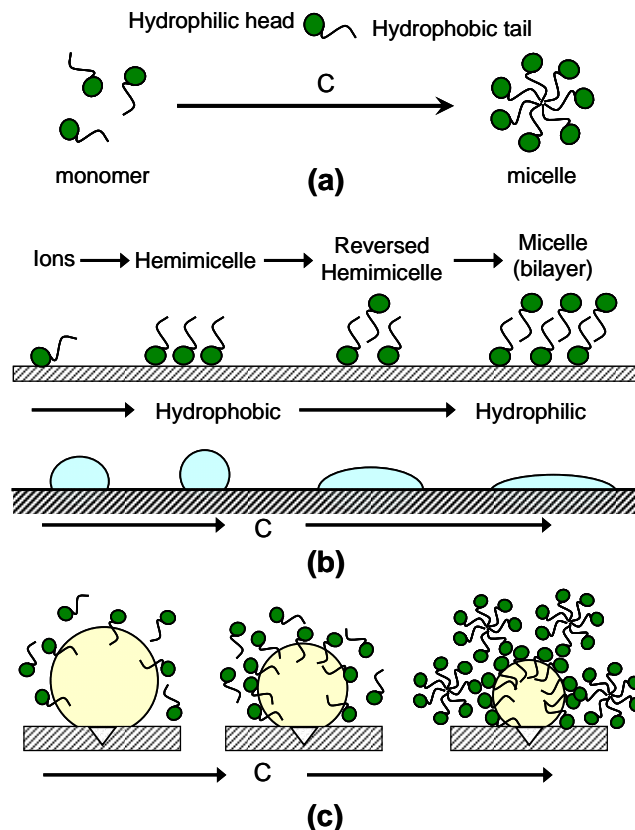 Hydrophilic head Hydrophobic tail
C
monomer micelle
(a)
Ions Hemimicelle Reversed Hemimicelle Micelle (bilayer)
Hydrophobic Hydrophilic
C
(b)
C
(c)